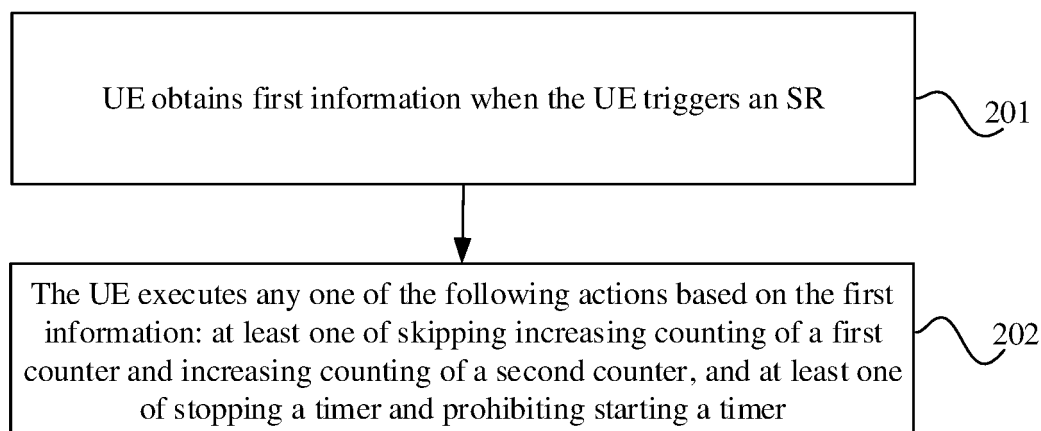 UE obtains first information when the UE triggers an SR
201
The UE executes any one of the following actions based on the first
information: at least one of skipping increasing counting of a first
counter and increasing counting of a second counter, and at least one
of stopping a timer and prohibiting starting a timer
202